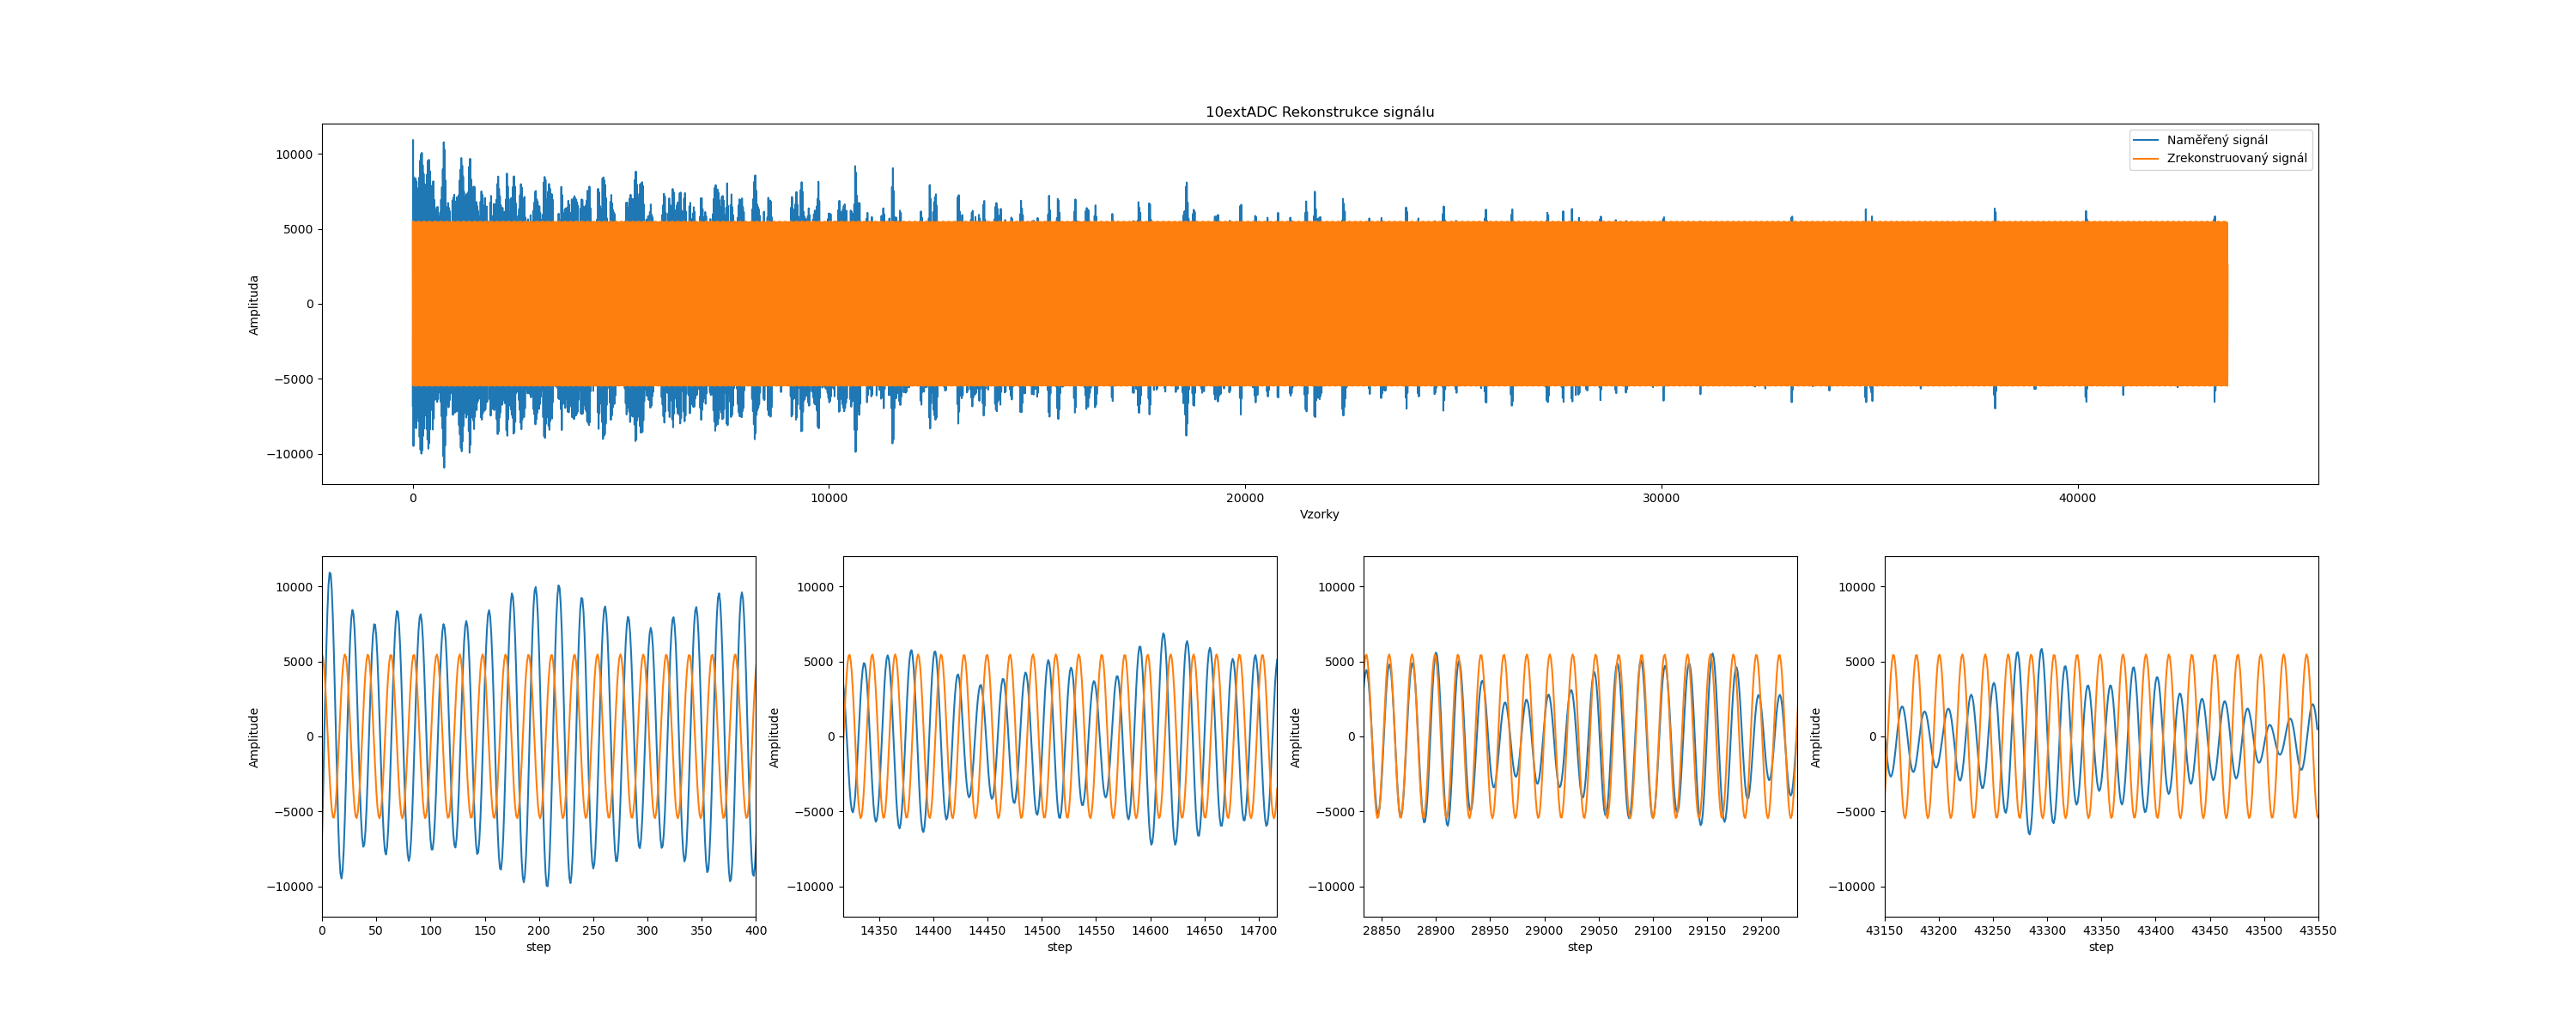 10extADC Rekonstrukce signálu
Naměřený signál
Zrekonstruovaný signál
Amplituda
10000
5000
0
−5000
−10000
0 10000 20000 30000 40000
Vzorky
Amplitude
10000
5000
0
−5000
−10000
0 50 100 150 200 250 300 350 400
step
Amplitude
10000
5000
0
−5000
−10000
14350 14400 14450 14500 14550 14600 14650 14700
step
Amplitude
10000
5000
0
−5000
−10000
28850 28900 28950 29000 29050 29100 29150 29200
step
Amplitude
10000
5000
0
−5000
−10000
43150 43200 43250 43300 43350 43400 43450 43500 43550
step